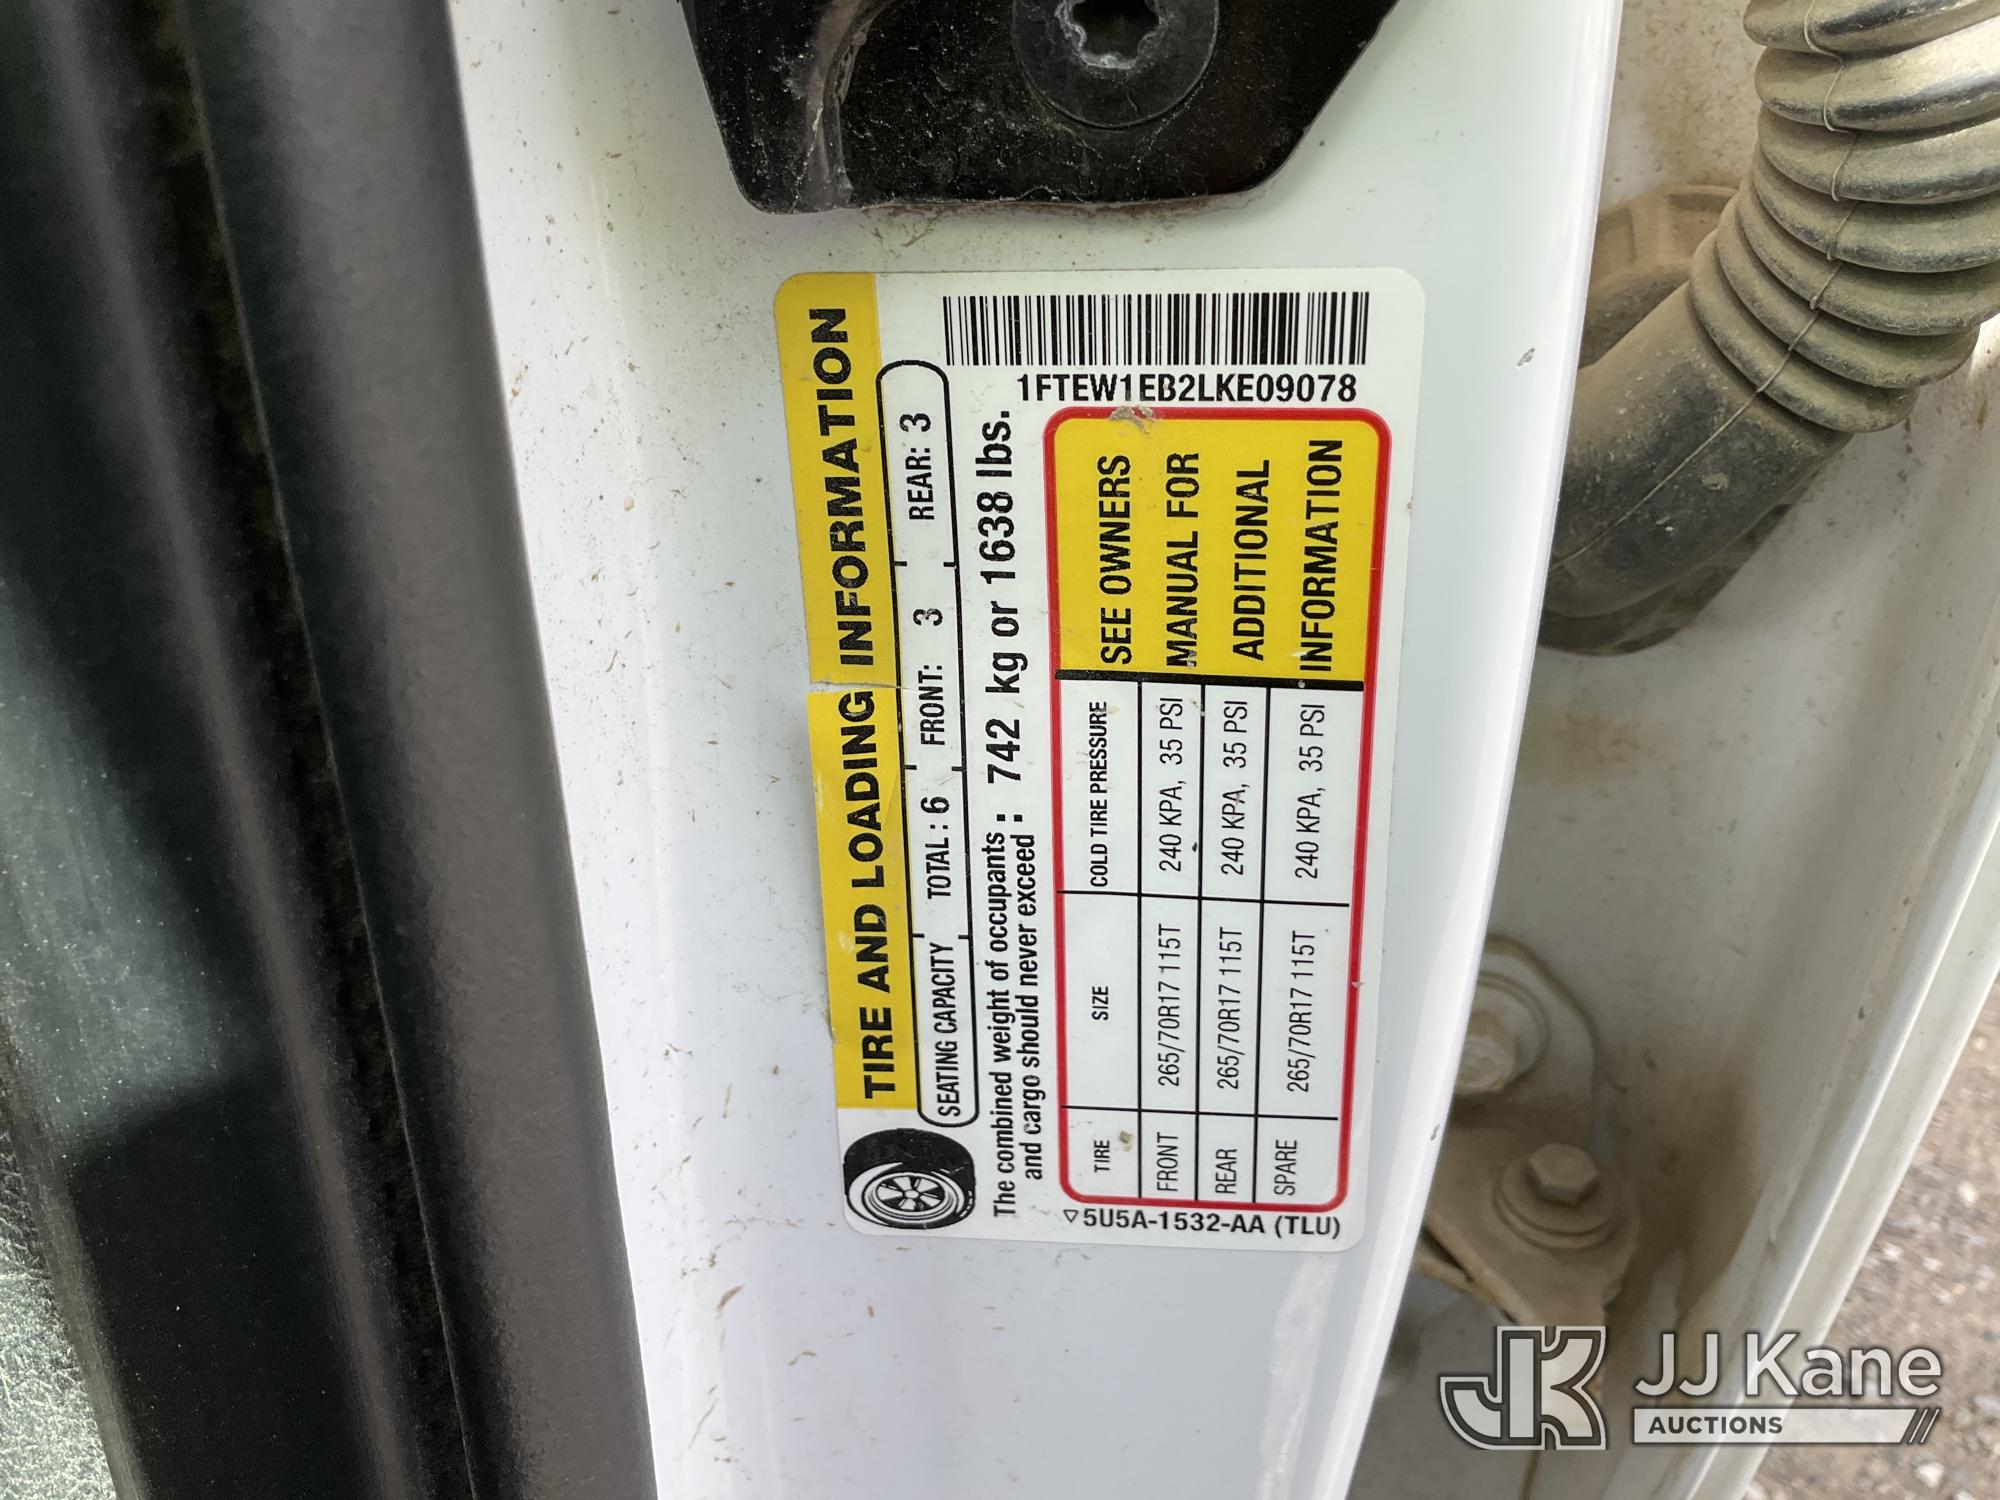 TIRE AND LOADING INFORMATION
SEATING CAPACITY TOTAL : 6 FRONT: 3 REAR: 3
The combined weight of occupants
and cargo should never exceed : 742 kg or 1638 lbs.
1FTEW1EB2LKE09078
TIRE SIZE COLD TIRE PRESSURE
FRONT 265/70R17 115T 240 KPA, 35 PSI
REAR 265/70R17 115T 240 KPA, 35 PSI
SPARE 265/70R17 115T 240 KPA, 35 PSI
SEE OWNERS
MANUAL FOR
ADDITIONAL
INFORMATION
5U5A-1532-AA (TLU)
JK JJ Kane
AUCTIONS